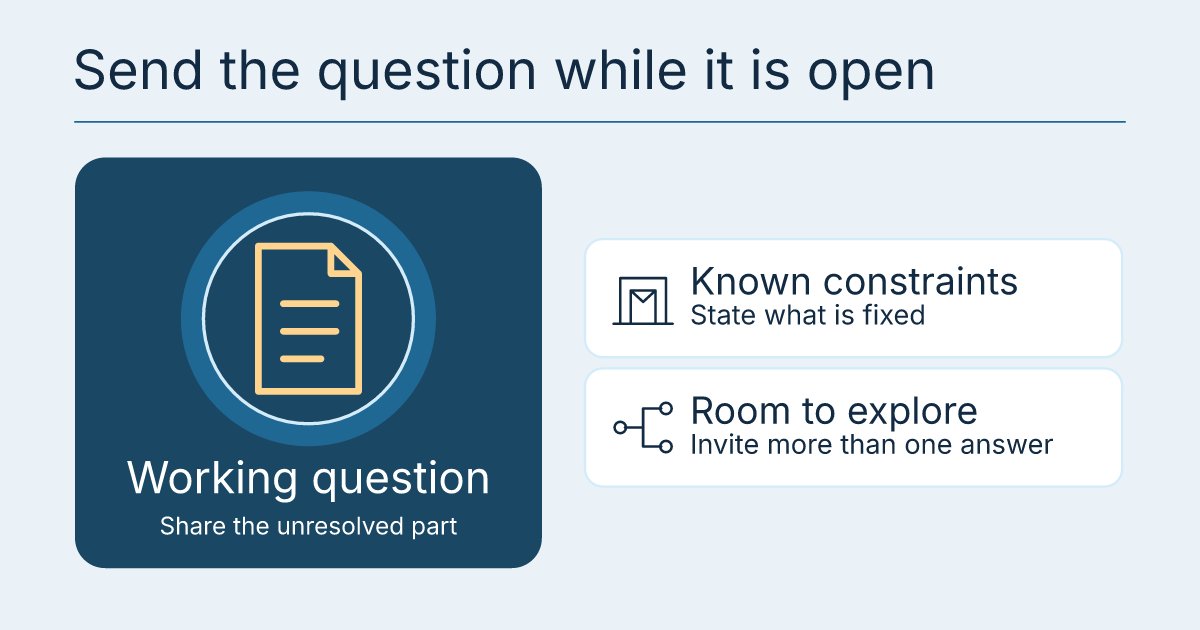 Send the question while it is open
Working question
Share the unresolved part
Known constraints
State what is fixed
Room to explore
Invite more than one answer